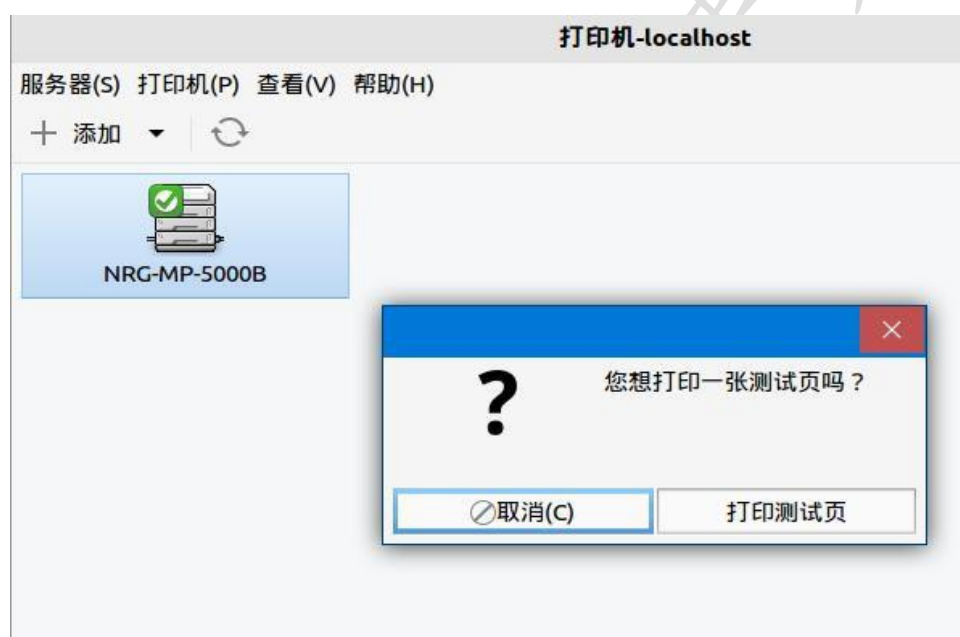 打印机-localhost
服务器(S) 打印机(P) 查看(V) 帮助(H)
添加
NRG-MP-5000B
您想打印一张测试页吗？
取消(C) 打印测试页